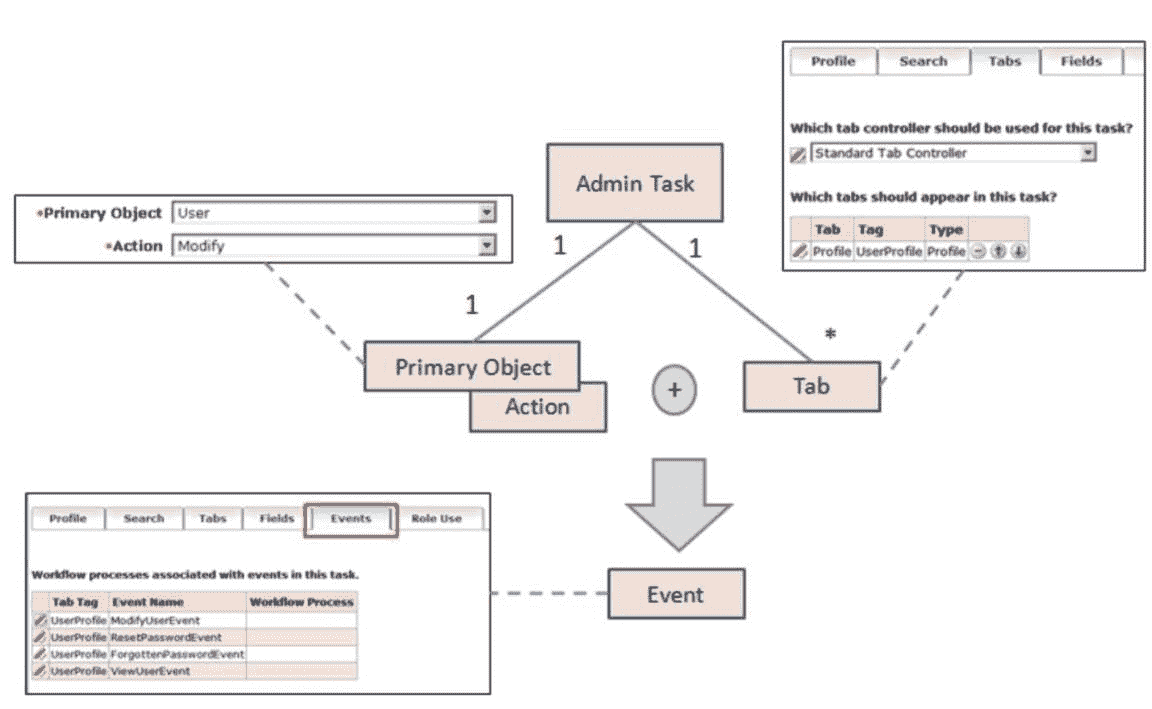 Profile Search Tabs Fields
Which tab controller should be used for this task?
Standard Tab Controller
Which tabs should appear in this task?
Tab Tag Type
Profile UserProfile Profile
Admin Task
*Primary Object User
*Action Modify
1 1
1
*
Primary Object
Action
+
Tab
Profile Search Tabs Fields Events Role Use
Workflow processes associated with events in this task.
Tab Tag Event Name Workflow Process
UserProfile ModifyUserEvent
UserProfile ResetPasswordEvent
UserProfile ForgottenPasswordEvent
UserProfile ViewUserEvent
Event